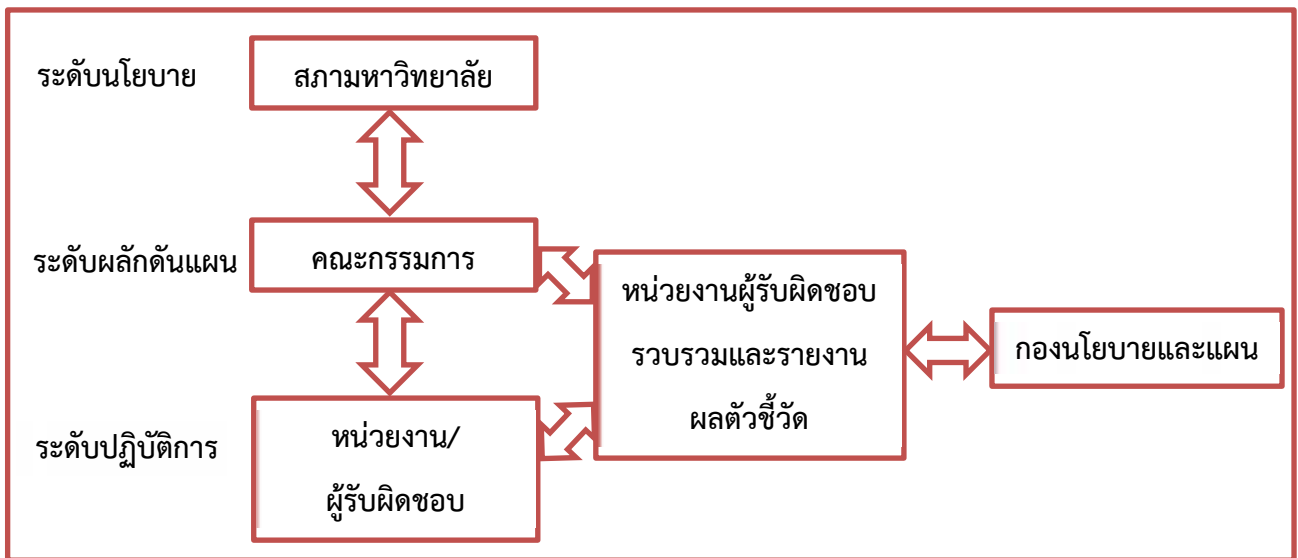 ระดับนโยบาย
สภามหาวิทยาลัย
ระดับผลักดันแผน
คณะกรรมการ
หน่วยงานผู้รับผิดชอบ
รวบรวมและรายงาน
ผลตัวชี้วัด
กองนโยบายและแผน
ระดับปฏิบัติการ
หน่วยงาน/
ผู้รับผิดชอบ